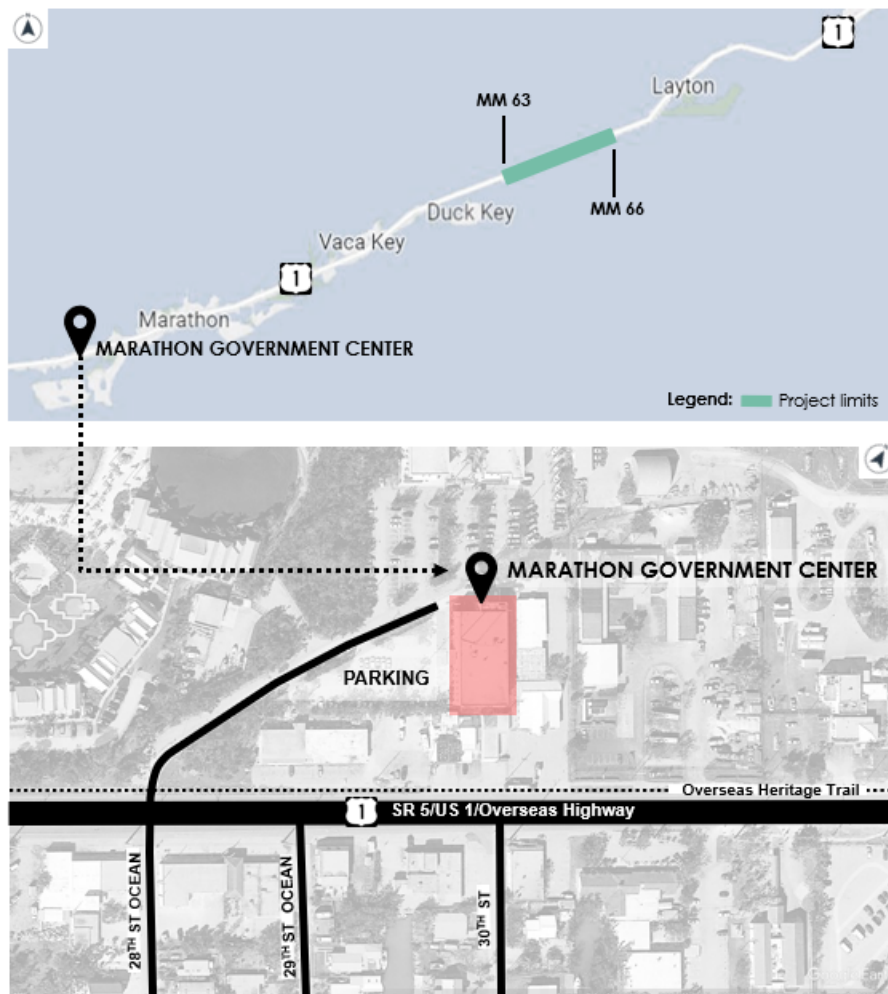 1
Layton
MM 63
MM 66
Duck Key
Vaca Key
1
Marathon
MARATHON GOVERNMENT CENTER
Legend: Project limits
MARATHON GOVERNMENT CENTER
PARKING
Overseas Heritage Trail
1 SR 5/US 1/Overseas Highway
28TH ST OCEAN
29TH ST OCEAN
30TH ST